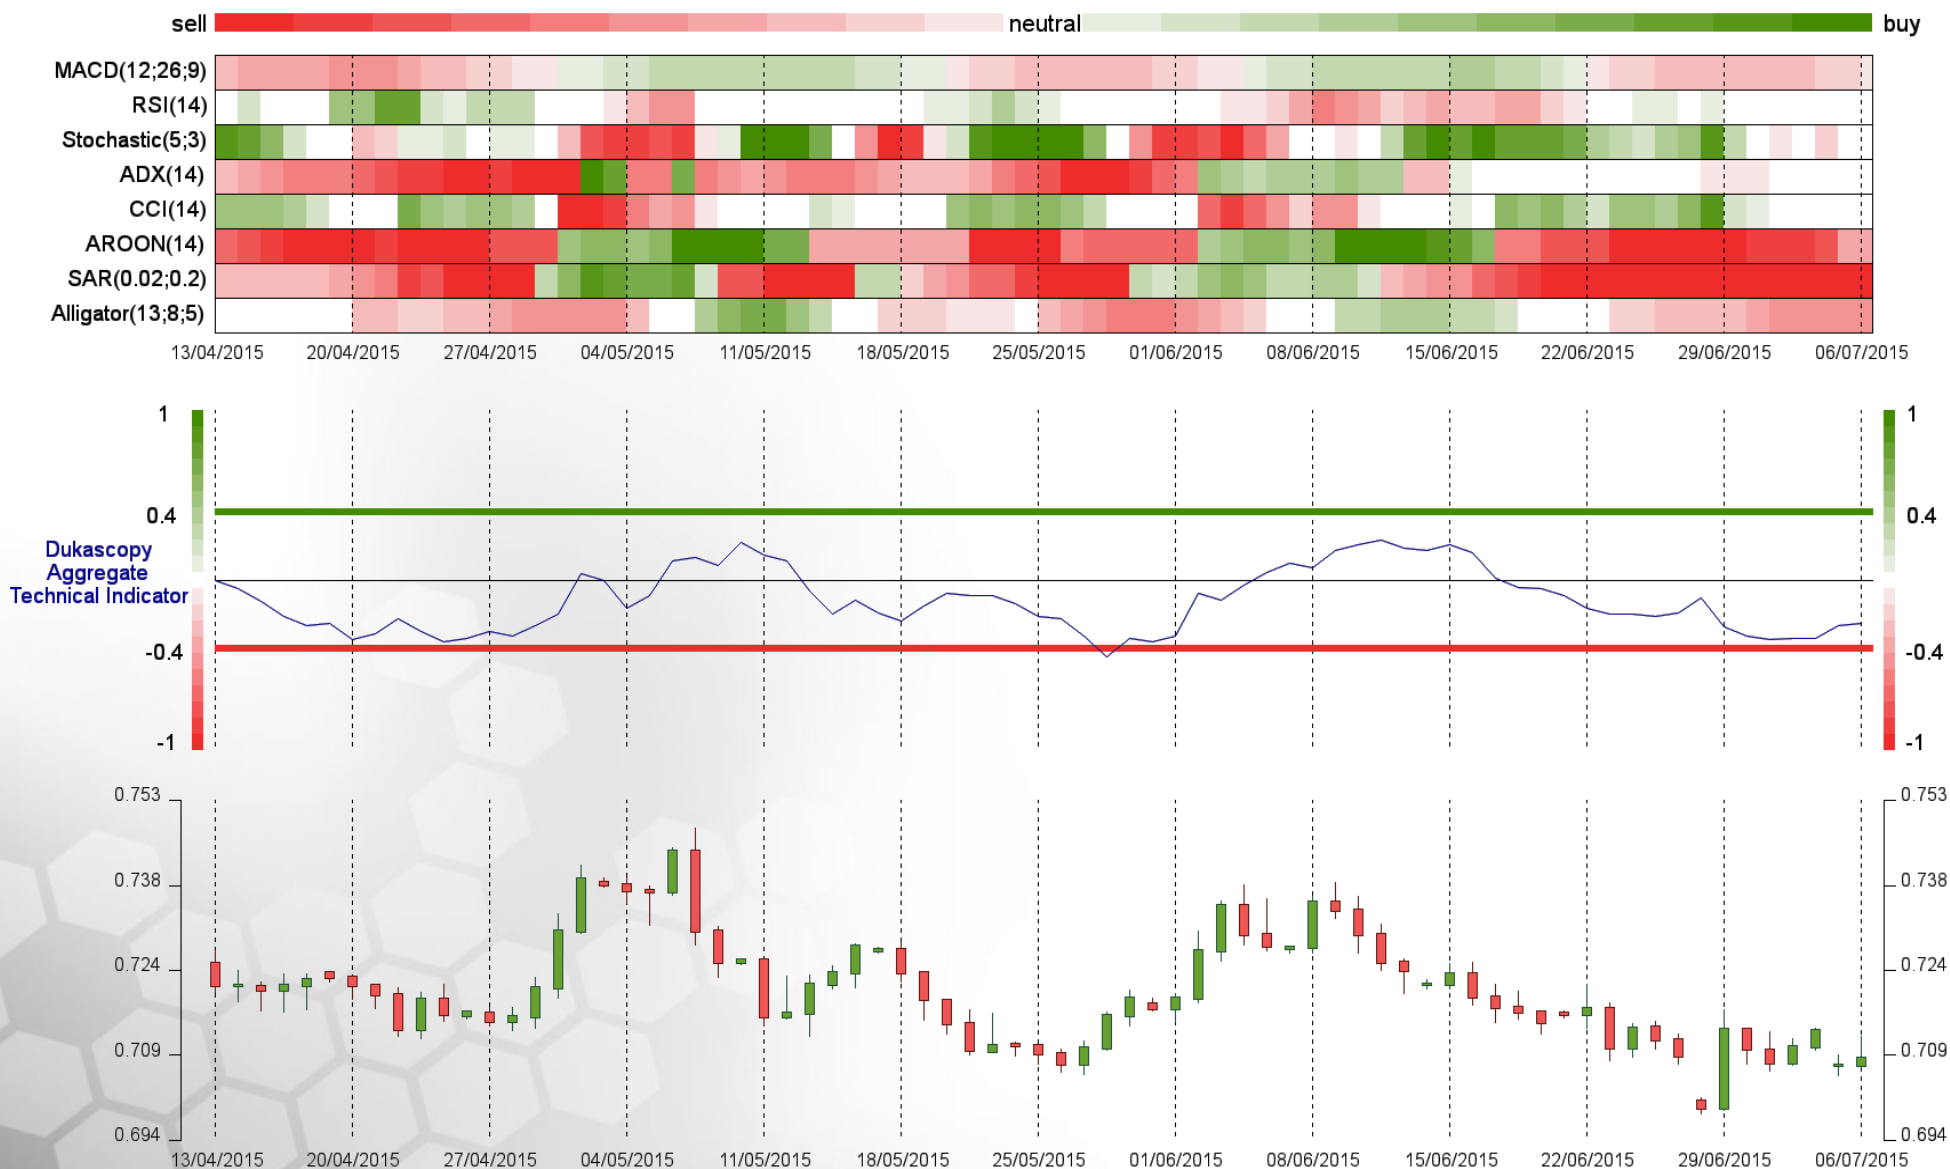 sell neutral buy
MACD(12;26;9)
RSI(14)
Stochastic(5;3)
ADX(14)
CCI(14)
AROON(14)
SAR(0.02;0.2)
Alligator(13;8;5)
13/04/2015 20/04/2015 27/04/2015 04/05/2015 11/05/2015 18/05/2015 25/05/2015 01/06/2015 08/06/2015 15/06/2015 22/06/2015 29/06/2015 06/07/2015
1 1
0.4 0.4
Dukascopy
Aggregate
Technical Indicator
-0.4 -0.4
-1 -1
0.753 0.753
0.738 0.738
0.724 0.724
0.709 0.709
0.694 0.694
13/04/2015 20/04/2015 27/04/2015 04/05/2015 11/05/2015 18/05/2015 25/05/2015 01/06/2015 08/06/2015 15/06/2015 22/06/2015 29/06/2015 06/07/2015